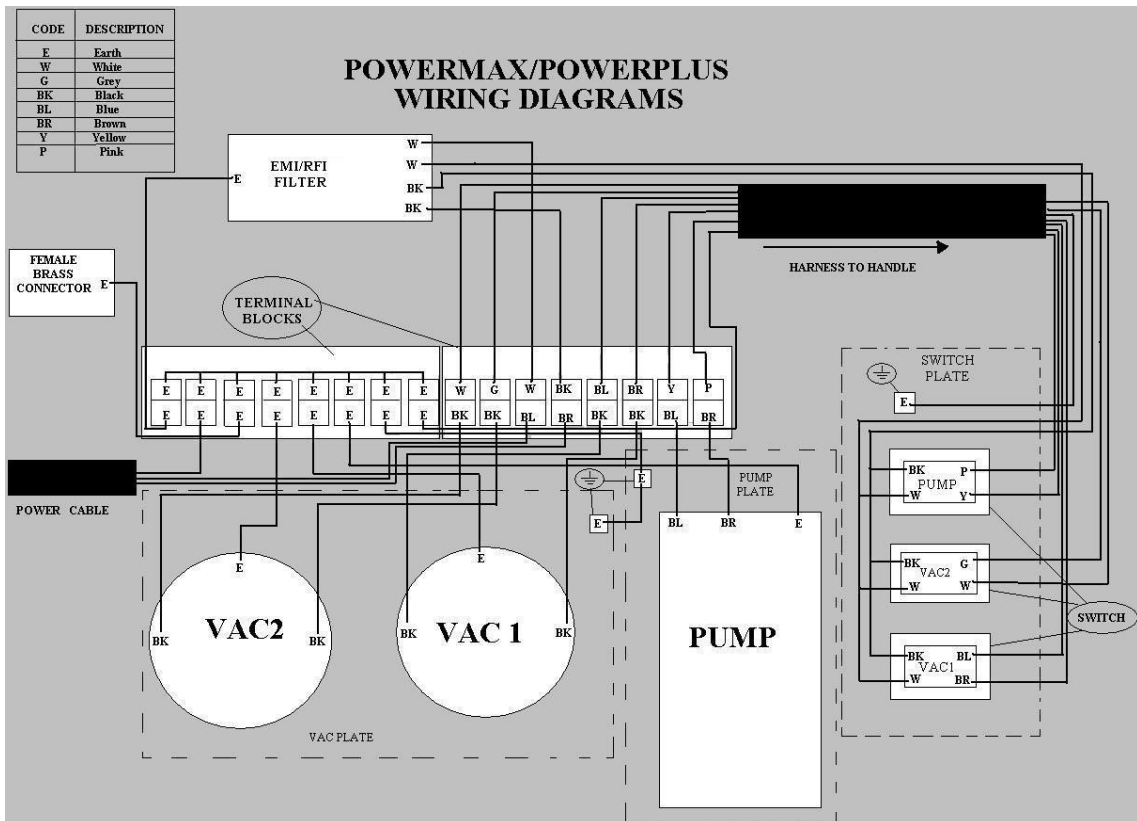 CODE DESCRIPTION
E Earth
W White
G Grey
BK Black
BL Blue
BR Brown
Y Yellow
P Pink
POWERMAX/POWERPLUS
WIRING DIAGRAMS
EMI/RFI
FILTER
E
W
W
BK
BK
FEMALE
BRASS
CONNECTOR
E
HARNESS TO HANDLE
TERMINAL
BLOCKS
E E E E E E E E W G W BK BL BR Y P
E E E E E E E E BK BK BL BR BK BK BL BR
POWER CABLE
SWITCH
PLATE
E
BK P
PUMP
W Y
BK G
VAC2
W W
BK BL
VAC1
W BR
SWITCH
PUMP
PLATE
E
E
BL BR E
PUMP
E
VAC2
BK BK
E
VAC 1
BK BK
VAC PLATE